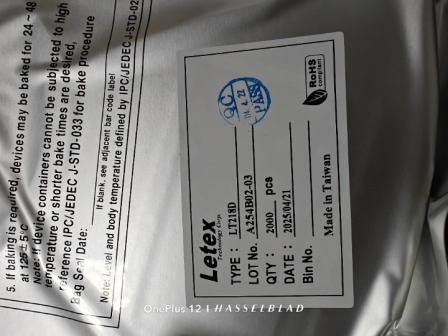 5. If baking is required, devices may be baked for 24 ~ 48
at 125 ± 5°C
Note: If device containers cannot be subjected to high
temperature or shorter bake times are desired,
reference IPC/JEDEC J-STD-033 for bake procedure
Bag Seal Date:
If blank, see adjacent bar code label
Note: Level and body temperature defined by IPC/JEDEC J-STD-02
Letex
Technology Corp.
TYPE : LT218D
LOT No. A254B02-03
QTY : 2000 pcs
DATE : 2025/04/21
Bin No.
Made in Taiwan
QC
PASS
RoHS
compliant
OnePlus 12 | HASSELBLAD